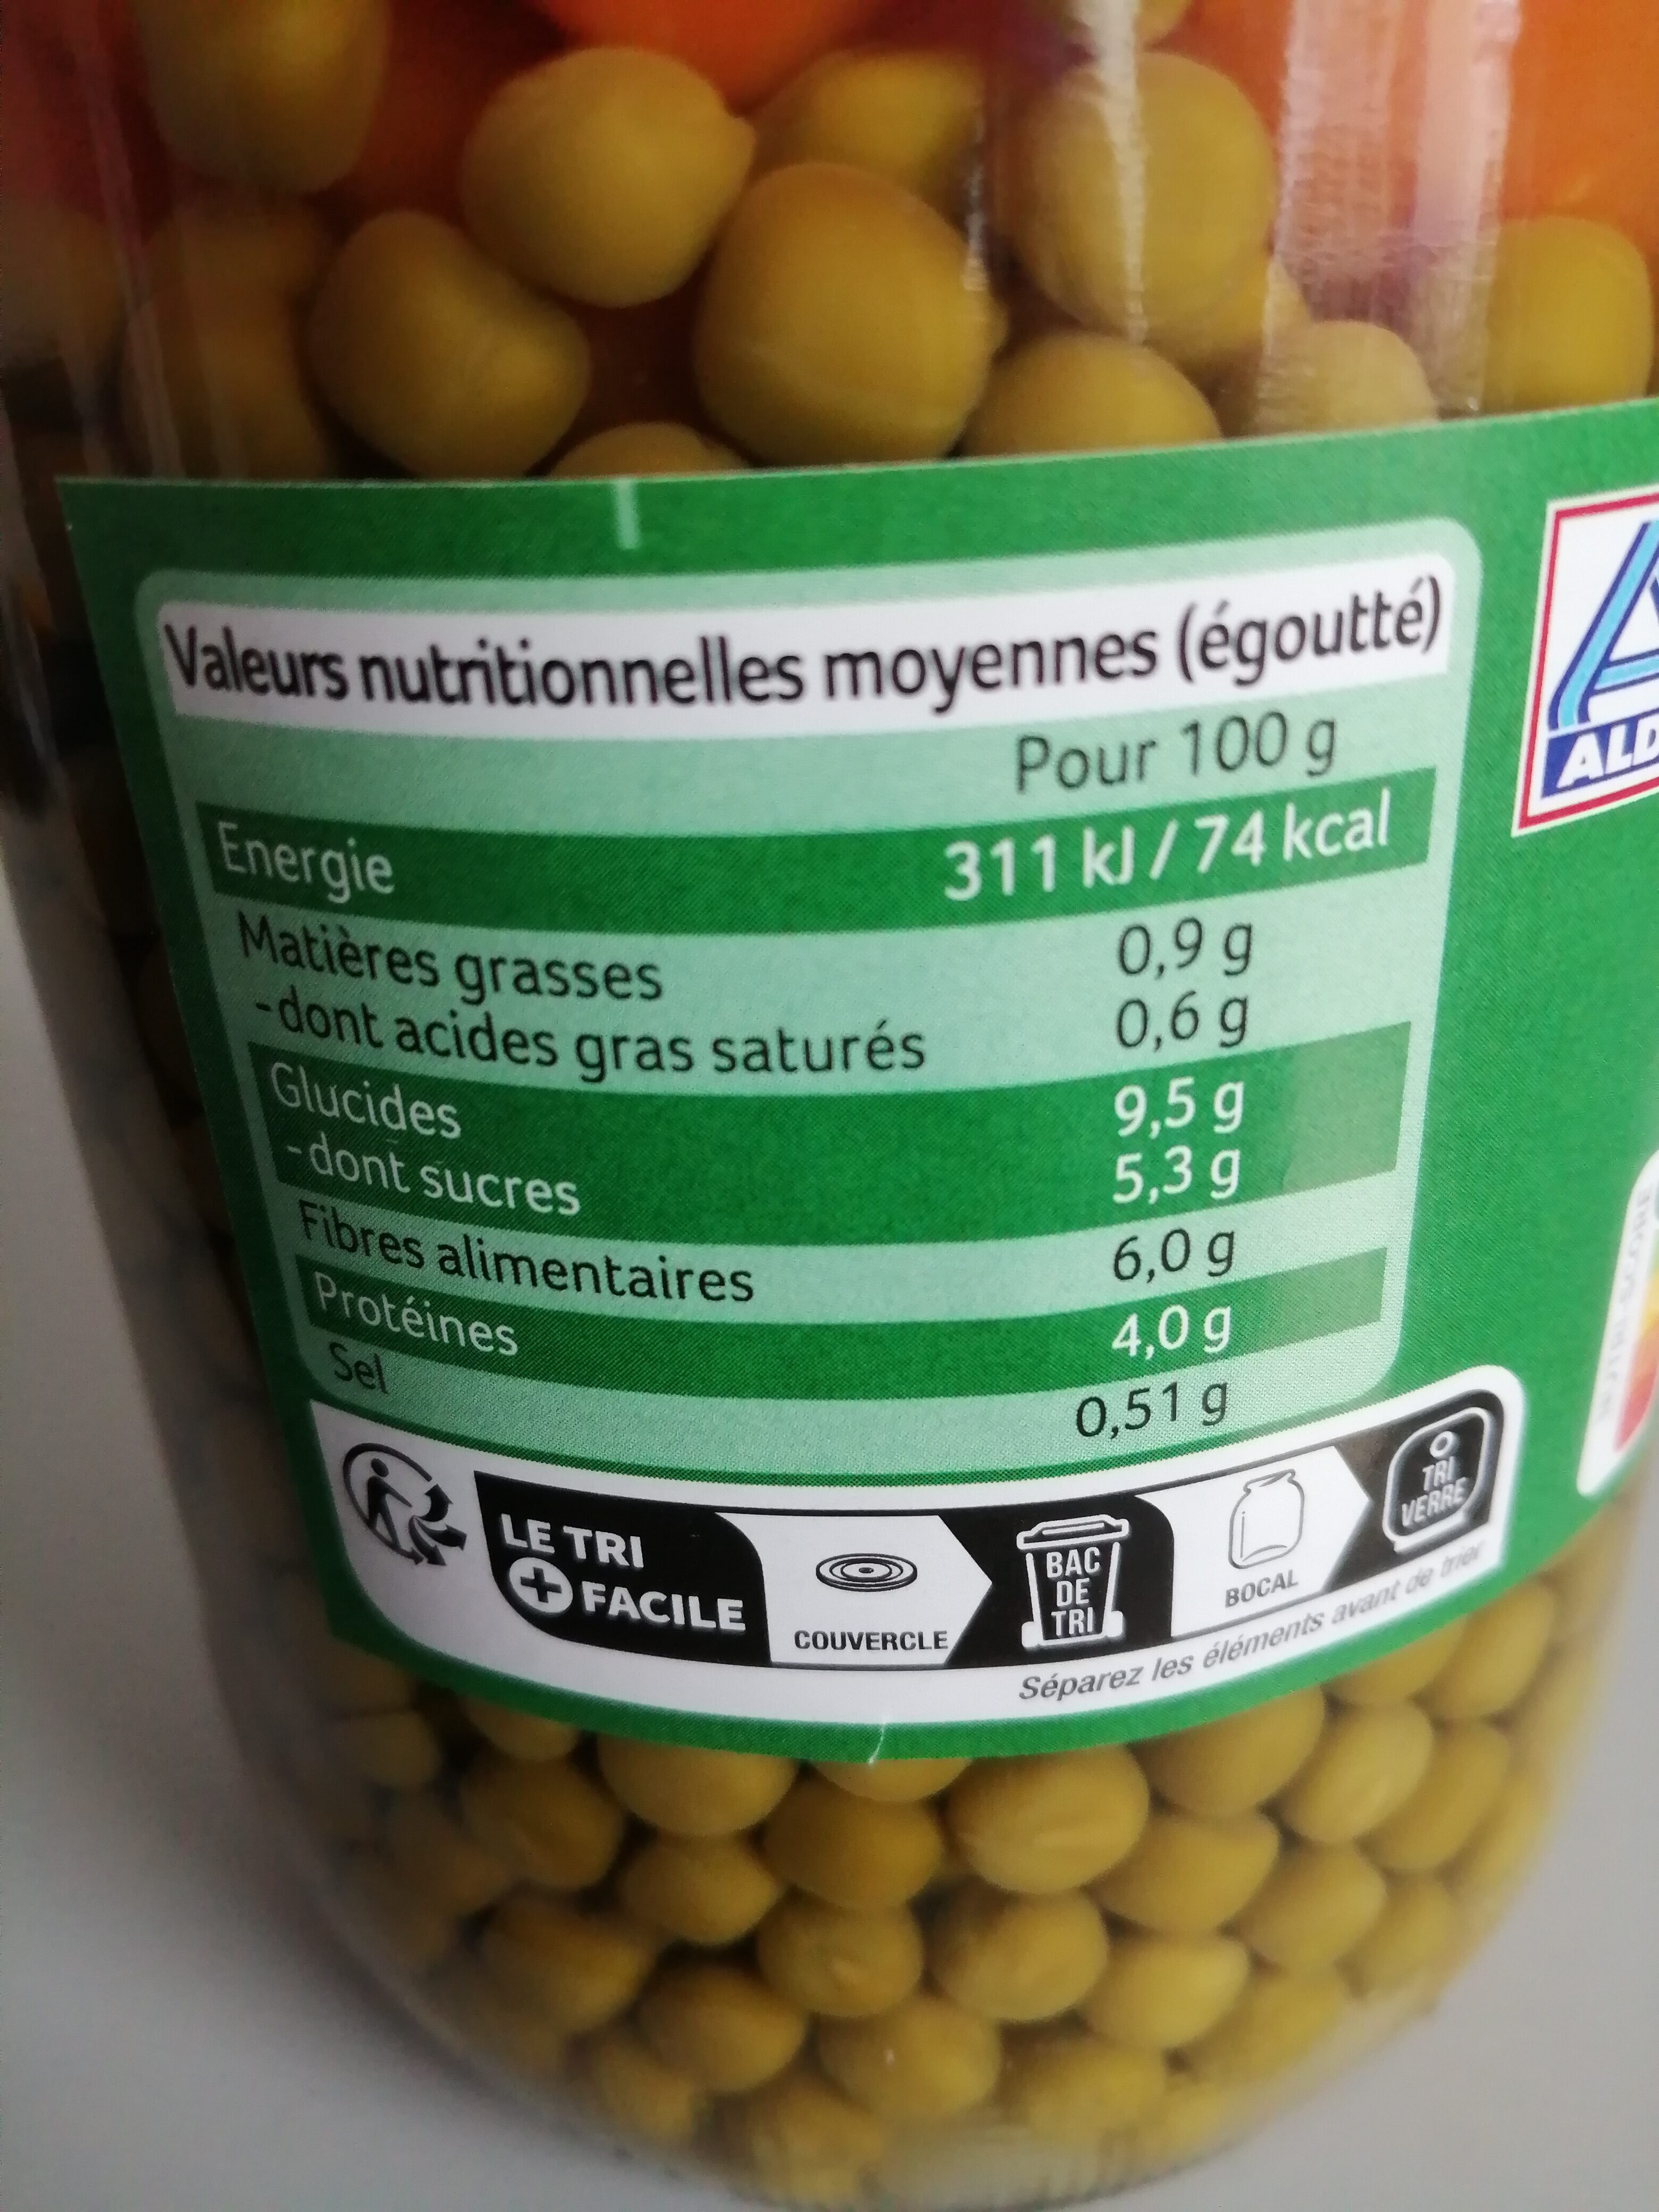 Valeurs nutritionnelles moyennes (égoutté)
Pour 100 g
Energie 311 kJ / 74 kcal
Matières grasses 0,9 g
-dont acides gras saturés 0,6 g
Glucides 9,5 g
-dont sucres 5,3 g
Fibres alimentaires 6,0 g
Protéines 4,0 g
Sel 0,51 g
LE TRI
+ FACILE
COUVERCLE
BAC
DE
TRI
BOCAL
TRI
VERRE
Séparez les éléments avant de trier
ALD